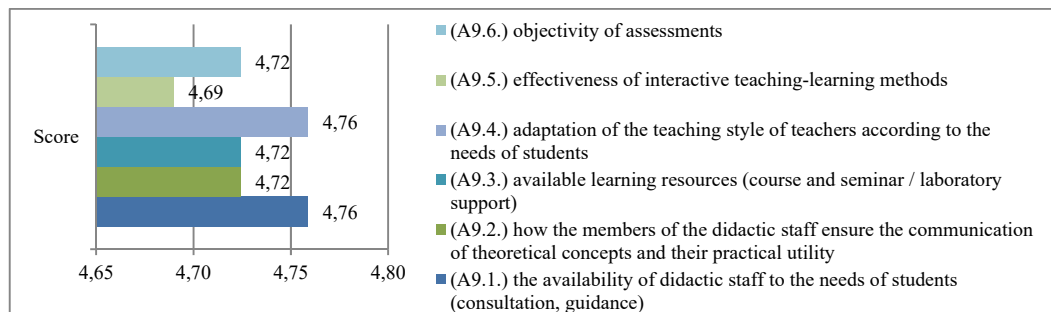 Score
4,72
4,69
4,76
4,72
4,72
4,76
4,65
4,70
4,75
4,80
(A9.6.) objectivity of assessments
(A9.5.) effectiveness of interactive teaching-learning methods
(A9.4.) adaptation of the teaching style of teachers according to the
needs of students
(A9.3.) available learning resources (course and seminar / laboratory
support)
(A9.2.) how the members of the didactic staff ensure the communication
of theoretical concepts and their practical utility
(A9.1.) the availability of didactic staff to the needs of students
(consultation, guidance)